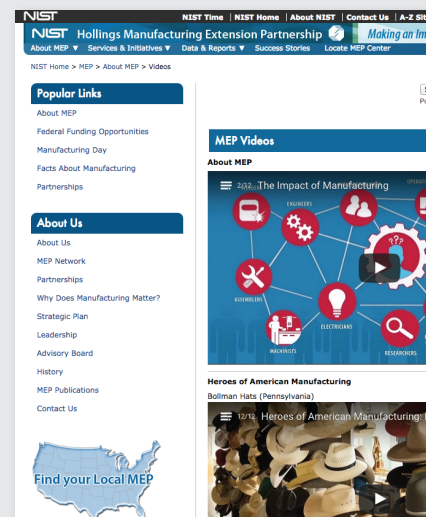 NIST
NIST Time | NIST Home | About NIST | Contact Us | A-Z
NIST Hollings Manufacturing Extension Partnership
Making an
About MEP ▼ Services & Initiatives ▼ Data & Reports ▼ Success Stories Locate MEP Center
NIST Home > MEP > About MEP > Videos
Popular Links
About MEP
Federal Funding Opportunities
Manufacturing Day
Facts About Manufacturing
Partnerships
About Us
About Us
MEP Network
Partnerships
Why Does Manufacturing Matter?
Strategic Plan
Leadership
Advisory Board
History
MEP Publications
Contact Us
Find your Local MEP
MEP Videos
About MEP
2/12 The Impact of Manufacturing
ENGINEERS
???
ASSEMBLERS
ELECTRICIANS
MACHINISTS
RESEARCHERS
Heroes of American Manufacturing
Bollman Hats (Pennsylvania)
12/12 Heroes of American Manufacturing: